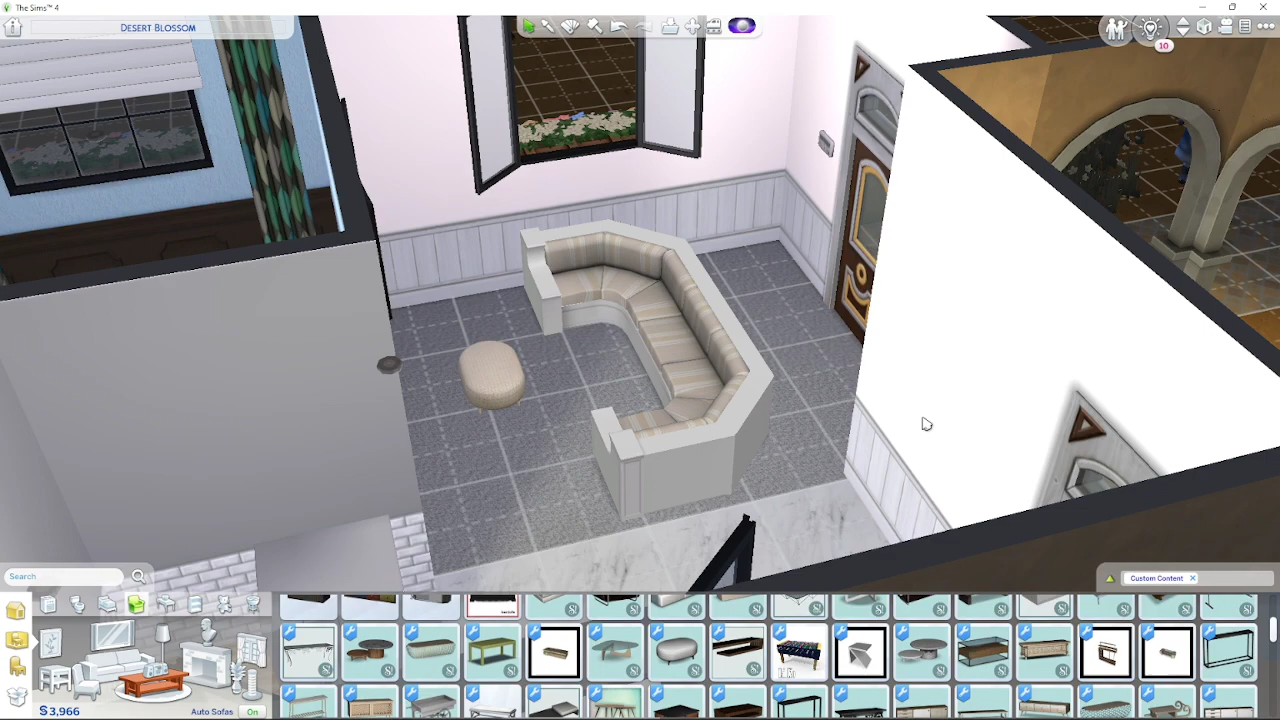 The Sims™ 4
DESERT BLOSSOM
10
Search
Custom Content
§3,966
Auto Sofas
On